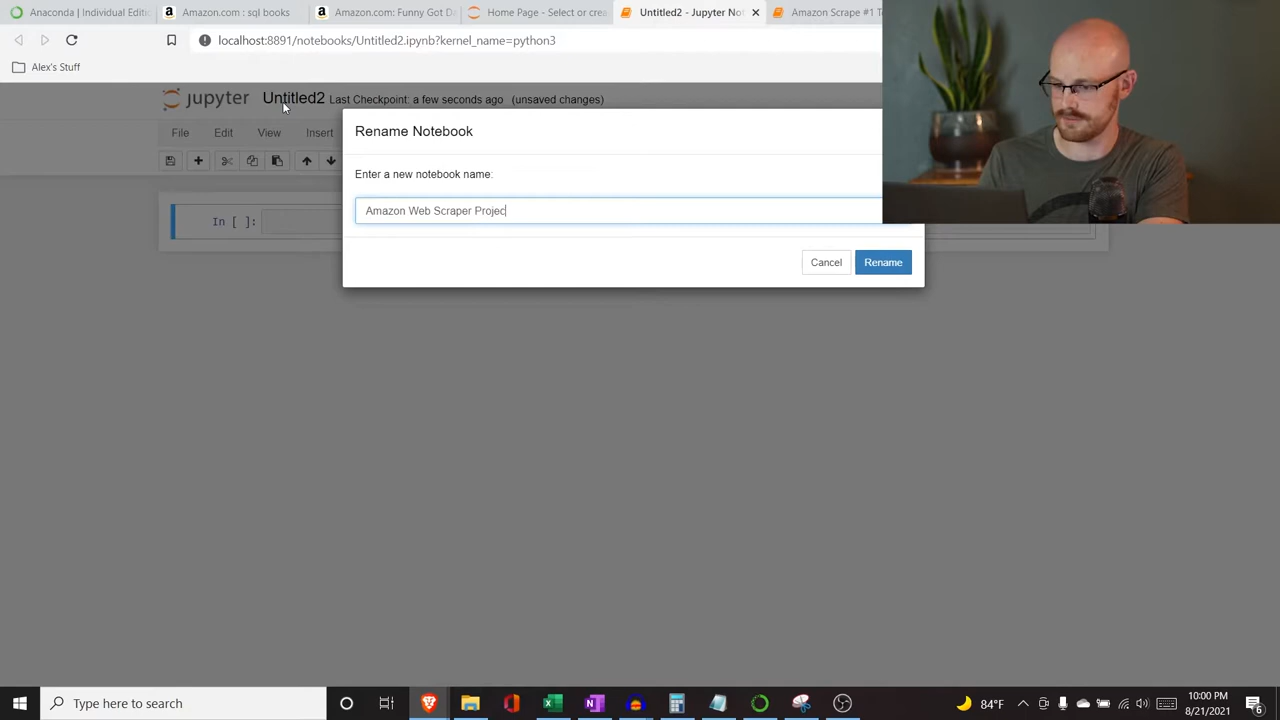 Anaconda | Individual Editi
Amazon.com : sql books
Amazon.com: Funny Got Da
Home Page - Select or crea
Untitled2 - Jupyter Not
Amazon Scrape #1 T
localhost:8891/notebooks/Untitled2.ipynb?kernel_name=python3
Alex's Stuff
jupyter Untitled2 Last Checkpoint: a few seconds ago (unsaved changes)
File Edit View Insert
Rename Notebook
Enter a new notebook name:
Amazon Web Scraper Projec
In [ ]:
Cancel Rename
Type here to search
84°F
10:00 PM
8/21/2021
6